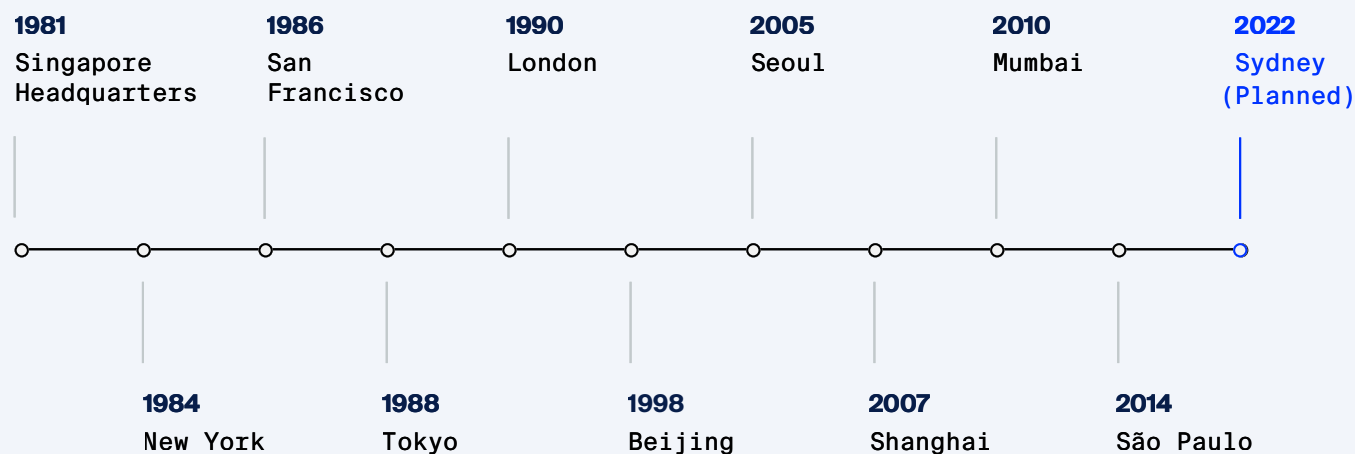 1981
Singapore
Headquarters
1986
San
Francisco
1990
London
2005
Seoul
2010
Mumbai
2022
Sydney
(Planned)
1984
New York
1988
Tokyo
1998
Beijing
2007
Shanghai
2014
São Paulo